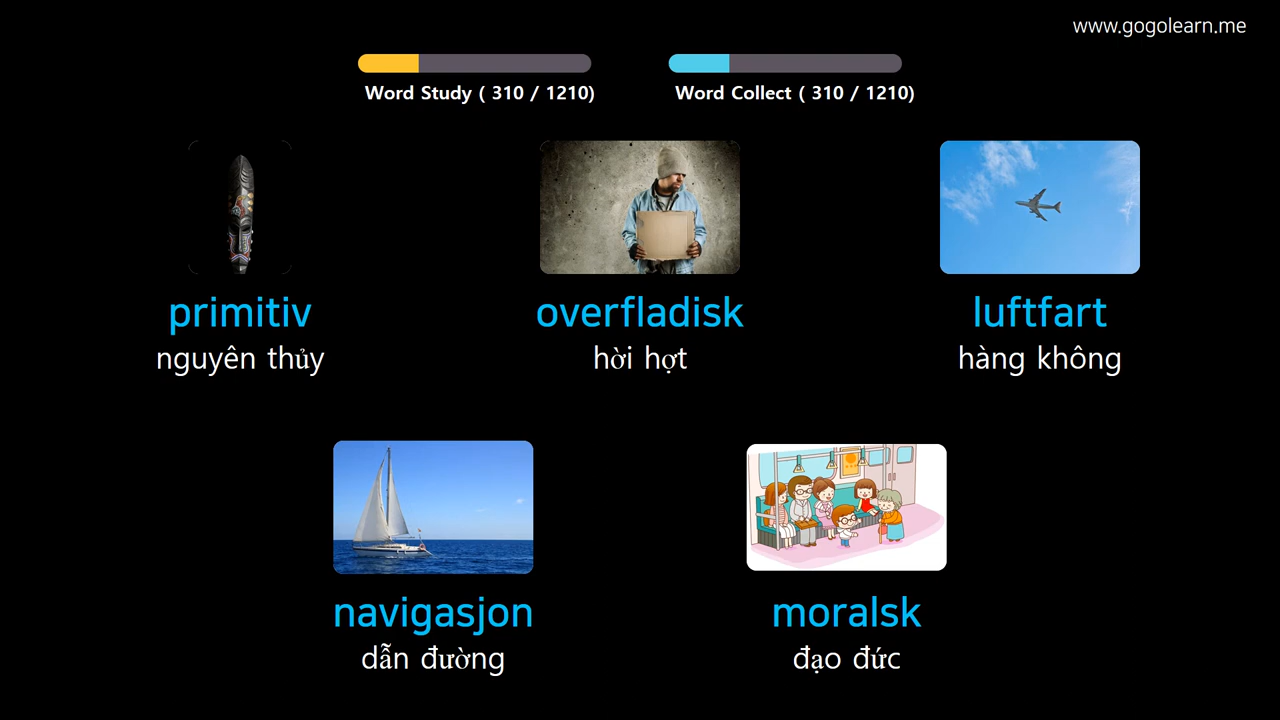 www.gogolearn.me
Word Study ( 310 / 1210)
Word Collect ( 310 / 1210)
primitiv
nguyên thủy
overfladisk
hời hợt
luftfart
hàng không
navigasjon
dẫn đường
moralsk
đạo đức